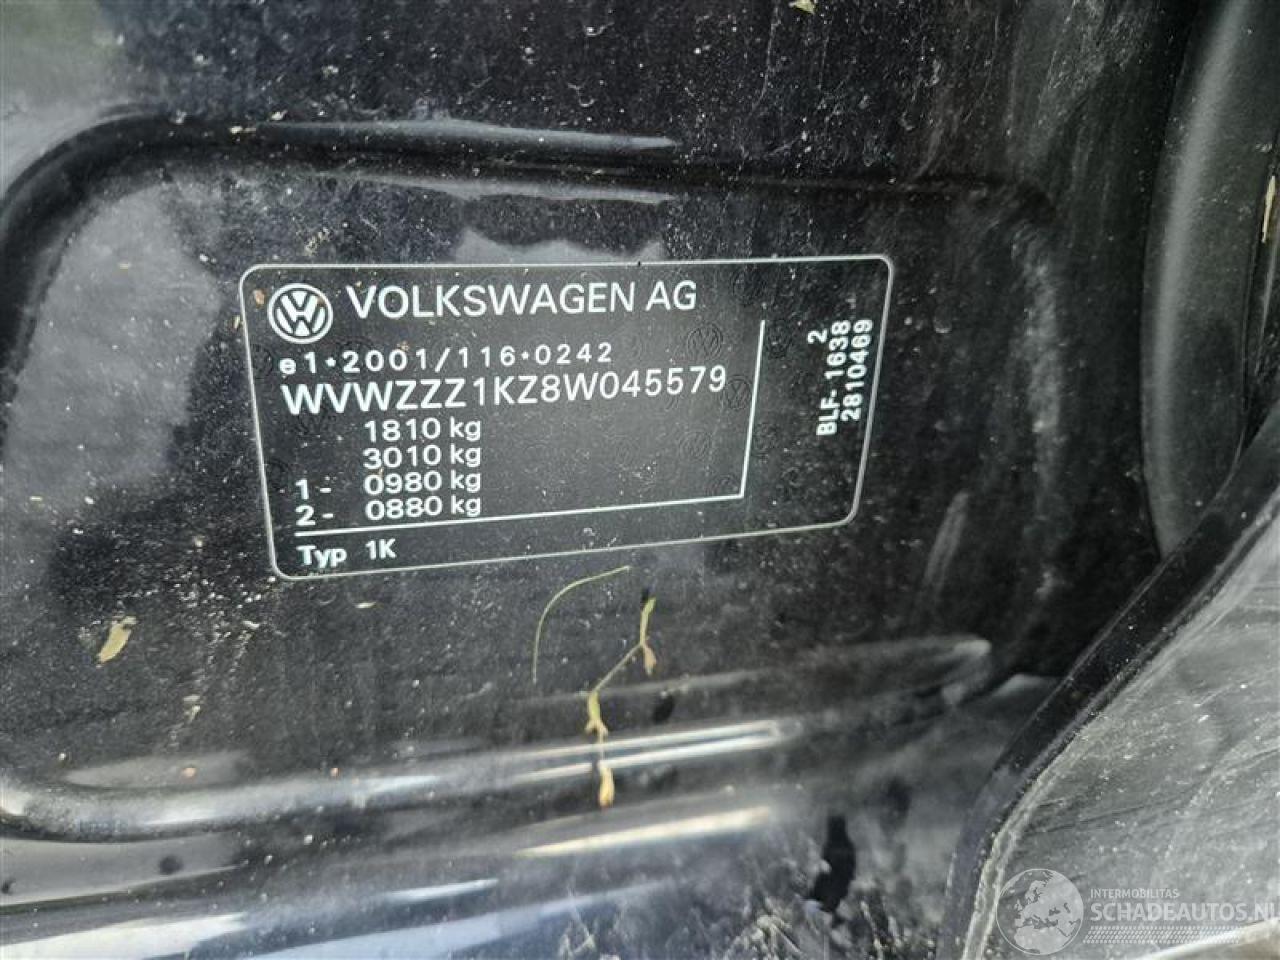 VOLKSWAGEN AG
e1*2001/116*0242
WVWZZZ1KZ8W045579
1810 kg
3010 kg
1- 0980 kg
2- 0880 kg
Typ 1K
2
BLF-1638
2810469
INTERMOBILITAS
SCHADEAUTOS.NL